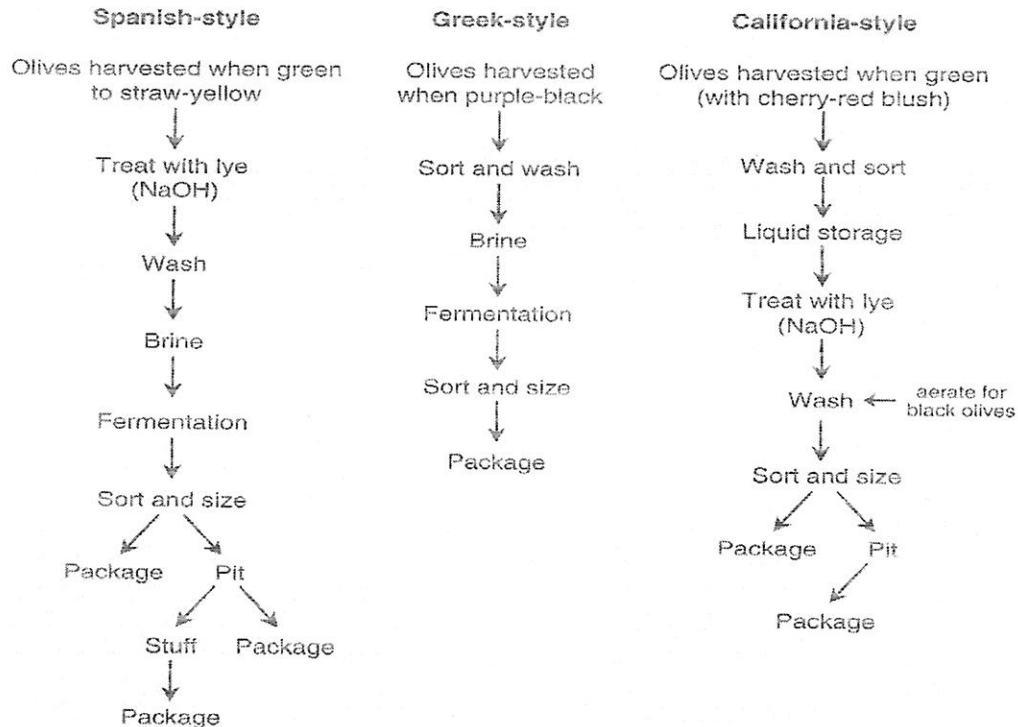 Spanish-style
Olives harvested when green
to straw-yellow
Treat with lye
(NaOH)
Wash
Brine
Fermentation
Sort and size
Package
Pit
Stuff
Package
Package
Greek-style
Olives harvested
when purple-black
Sort and wash
Brine
Fermentation
Sort and size
Package
California-style
Olives harvested when green
(with cherry-red blush)
Wash and sort
Liquid storage
Treat with lye
(NaOH)
Wash
aerate for
black olives
Sort and size
Package
Pit
Package